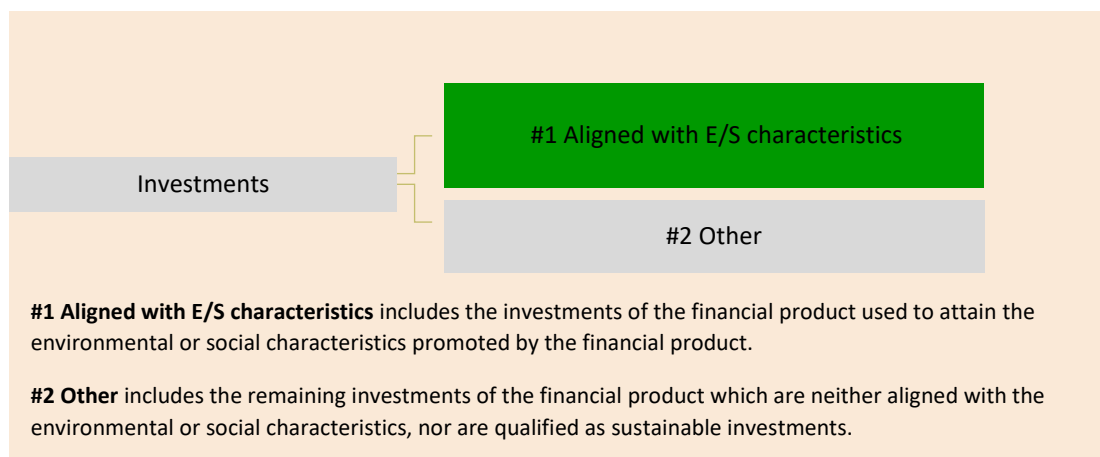 #1 Aligned with E/S characteristics
Investments
#2 Other
#1 Aligned with E/S characteristics includes the investments of the financial product used to attain the
environmental or social characteristics promoted by the financial product.
#2 Other includes the remaining investments of the financial product which are neither aligned with the
environmental or social characteristics, nor are qualified as sustainable investments.